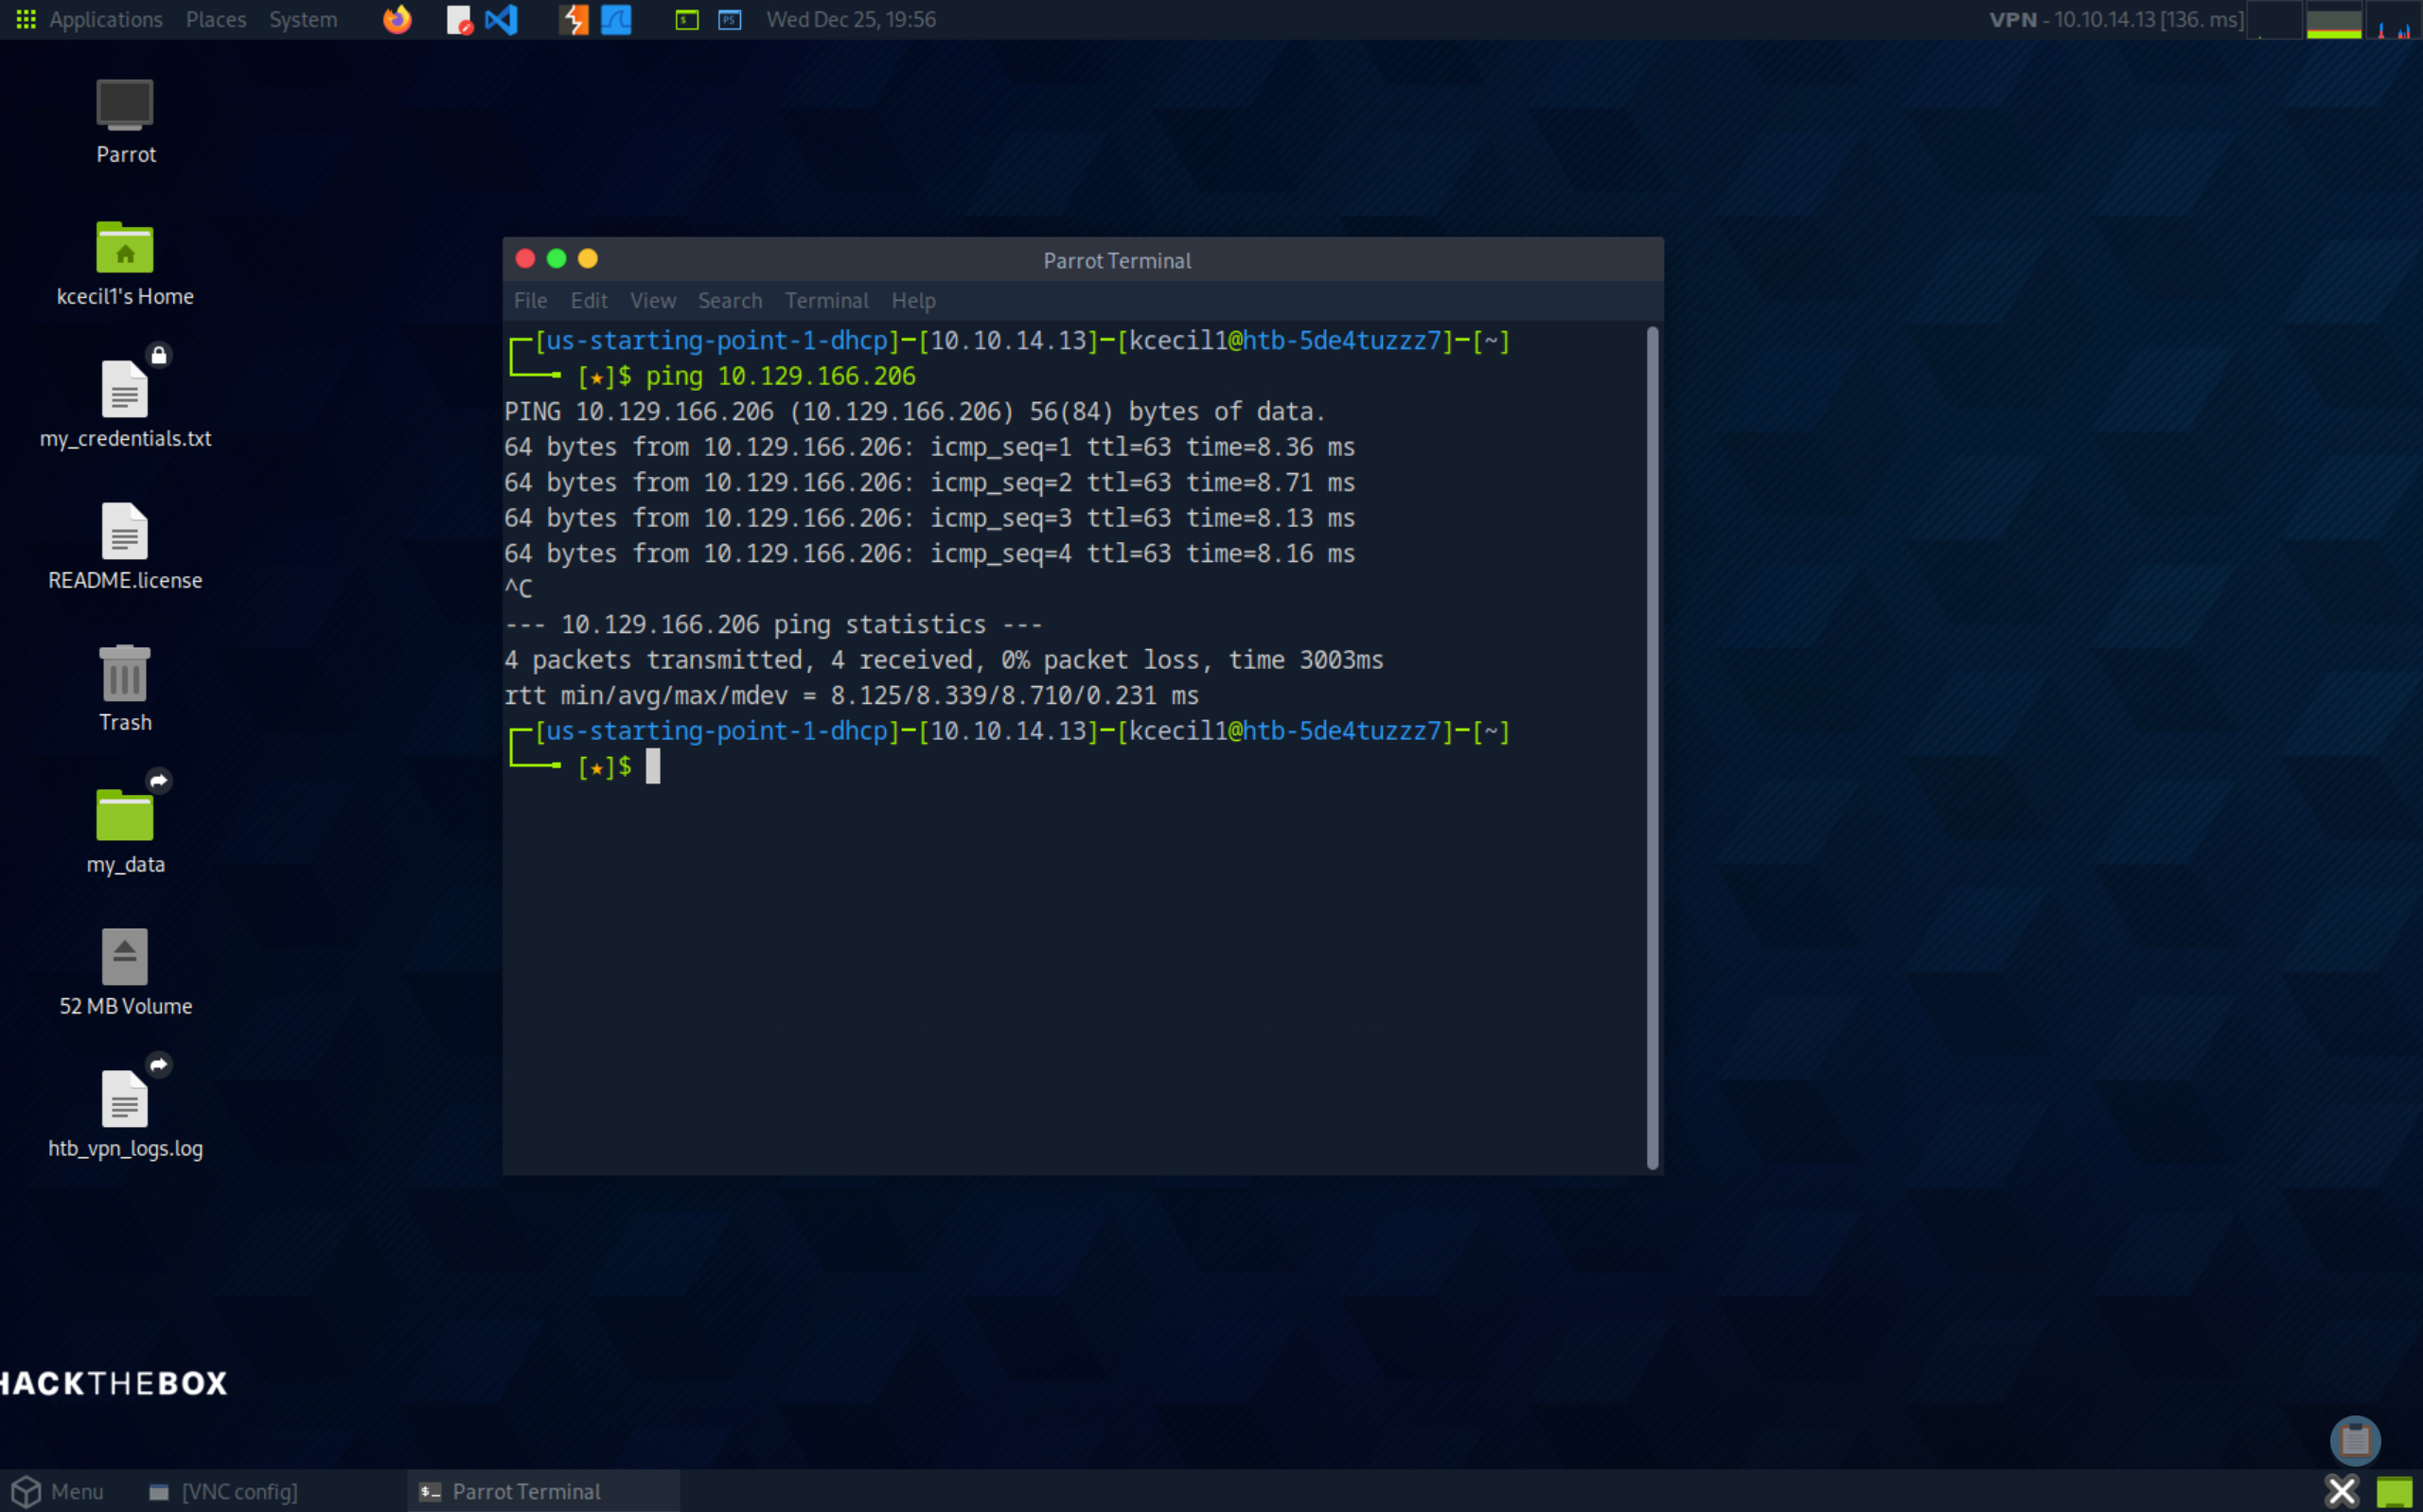 Applications Places System Wed Dec 25, 19:56 VPN - 10.10.14.13 [136. ms]
Parrot
kcecil1's Home
my_credentials.txt
README.license
Trash
my_data
52 MB Volume
htb_vpn_logs.log
HACKTHEBOX
Parrot Terminal
File Edit View Search Terminal Help
[us-starting-point-1-dhcp]-[10.10.14.13]-[kcecil1@htb-5de4tuzzz7]-[~]
[★]$ ping 10.129.166.206
PING 10.129.166.206 (10.129.166.206) 56(84) bytes of data.
64 bytes from 10.129.166.206: icmp_seq=1 ttl=63 time=8.36 ms
64 bytes from 10.129.166.206: icmp_seq=2 ttl=63 time=8.71 ms
64 bytes from 10.129.166.206: icmp_seq=3 ttl=63 time=8.13 ms
64 bytes from 10.129.166.206: icmp_seq=4 ttl=63 time=8.16 ms
^C
--- 10.129.166.206 ping statistics ---
4 packets transmitted, 4 received, 0% packet loss, time 3003ms
rtt min/avg/max/mdev = 8.125/8.339/8.710/0.231 ms
[us-starting-point-1-dhcp]-[10.10.14.13]-[kcecil1@htb-5de4tuzzz7]-[~]
[★]$
Menu [VNC config] Parrot Terminal